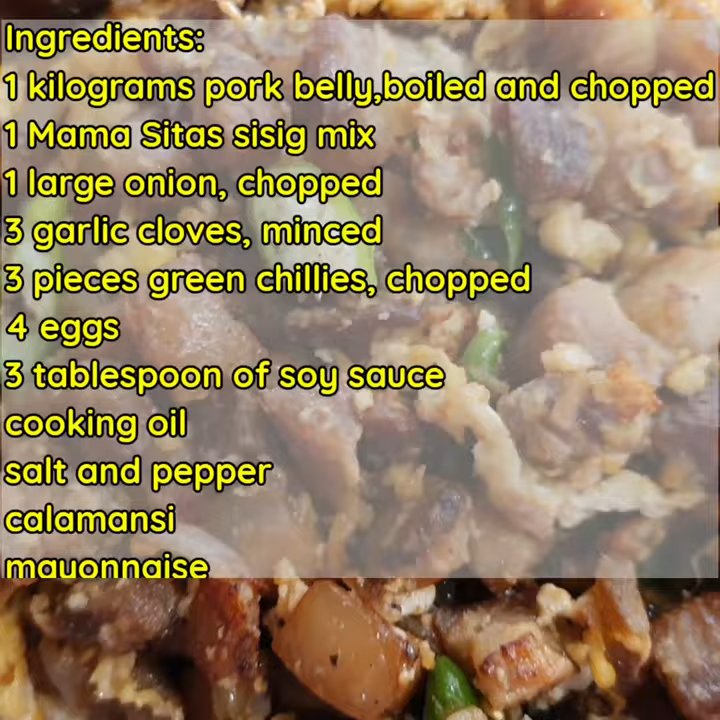 Ingredients:
1 kilograms pork belly,boiled and chopped
1 Mama Sitas sisig mix
1 large onion, chopped
3 garlic cloves, minced
3 pieces green chillies, chopped
4 eggs
3 tablespoon of soy sauce
cooking oil
salt and pepper
calamansi
mayonnaise